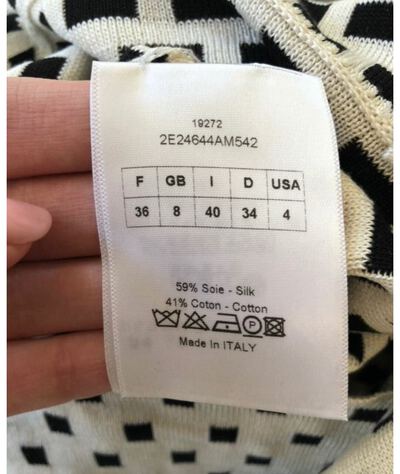 19272
2E24644AM542
F GB I D USA
36 8 40 34 4
59% Soie - Silk
41% Coton - Cotton
P
Made In ITALY